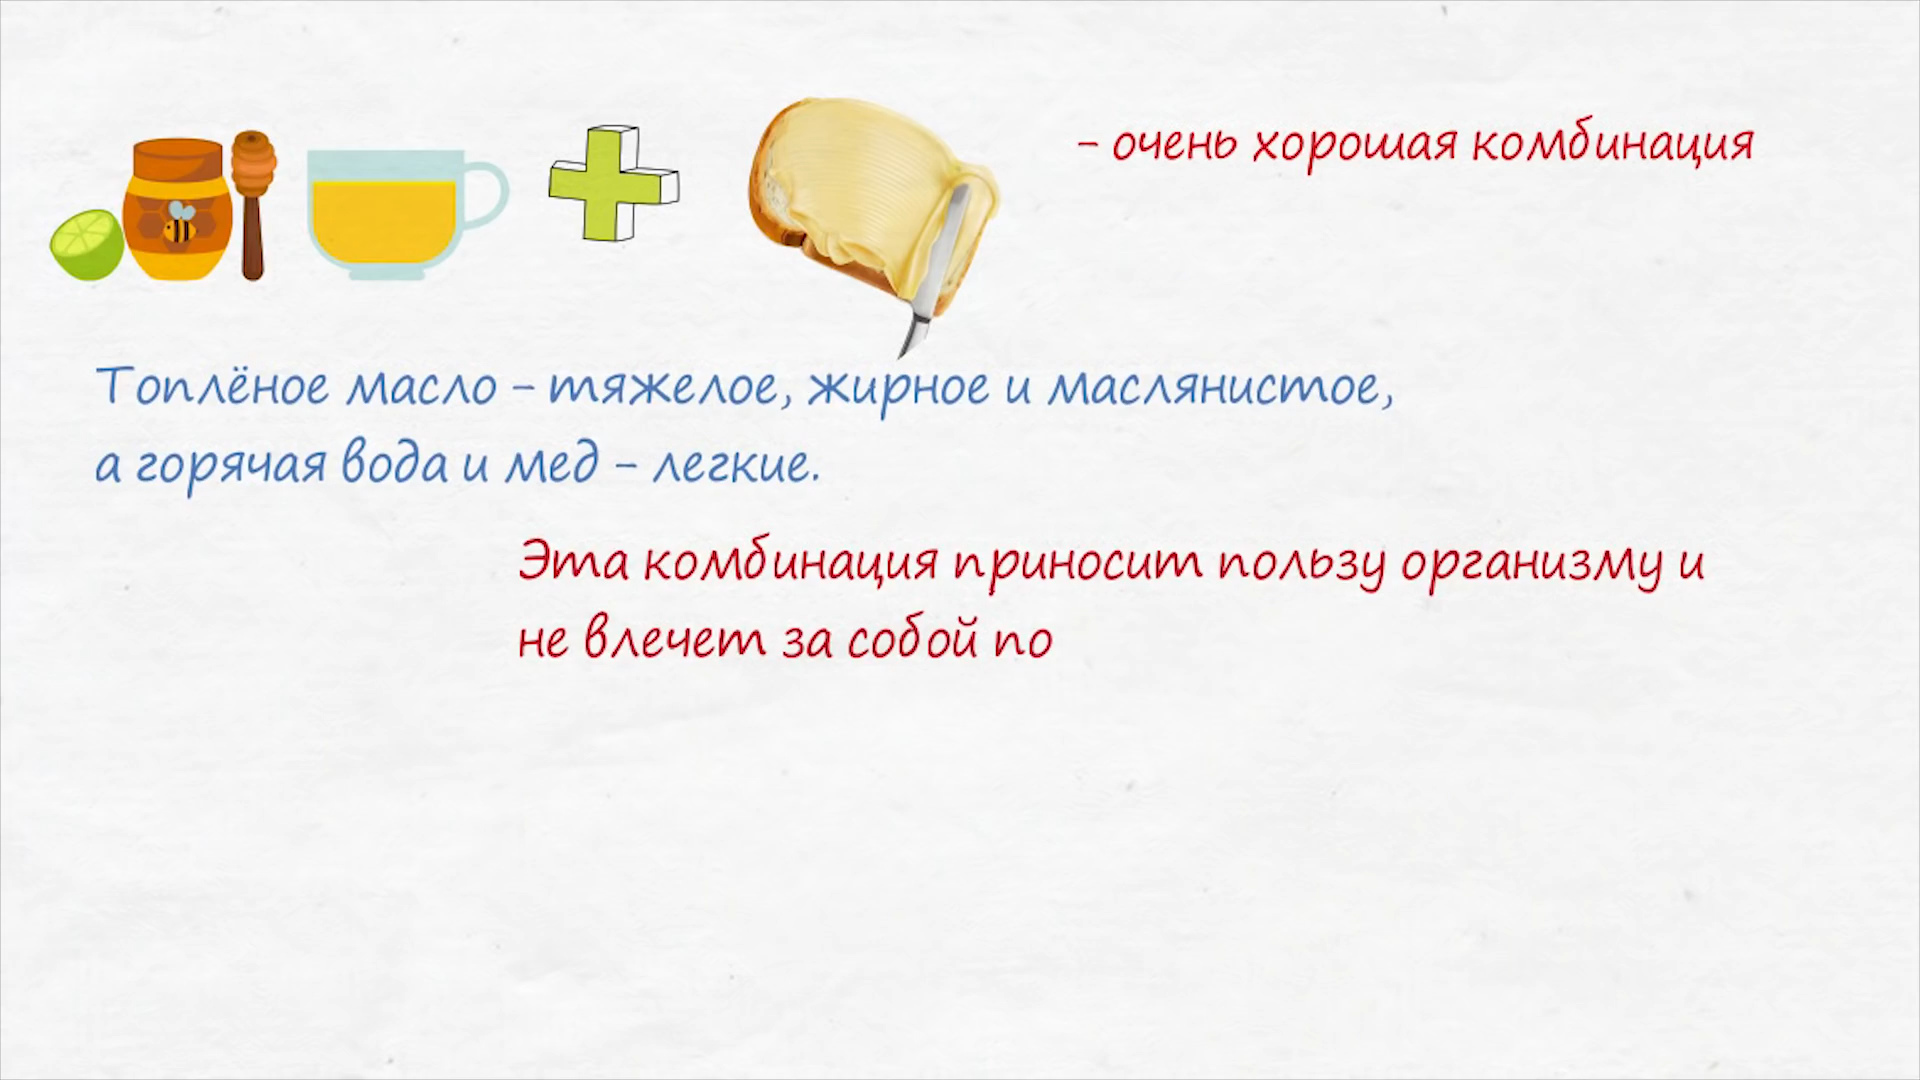 - очень хорошая комбинация
Топлёное масло - тяжелое, жирное и маслянистое,
а горячая вода и мед - легкие.
Эта комбинация приносит пользу организму и
не влечет за собой по